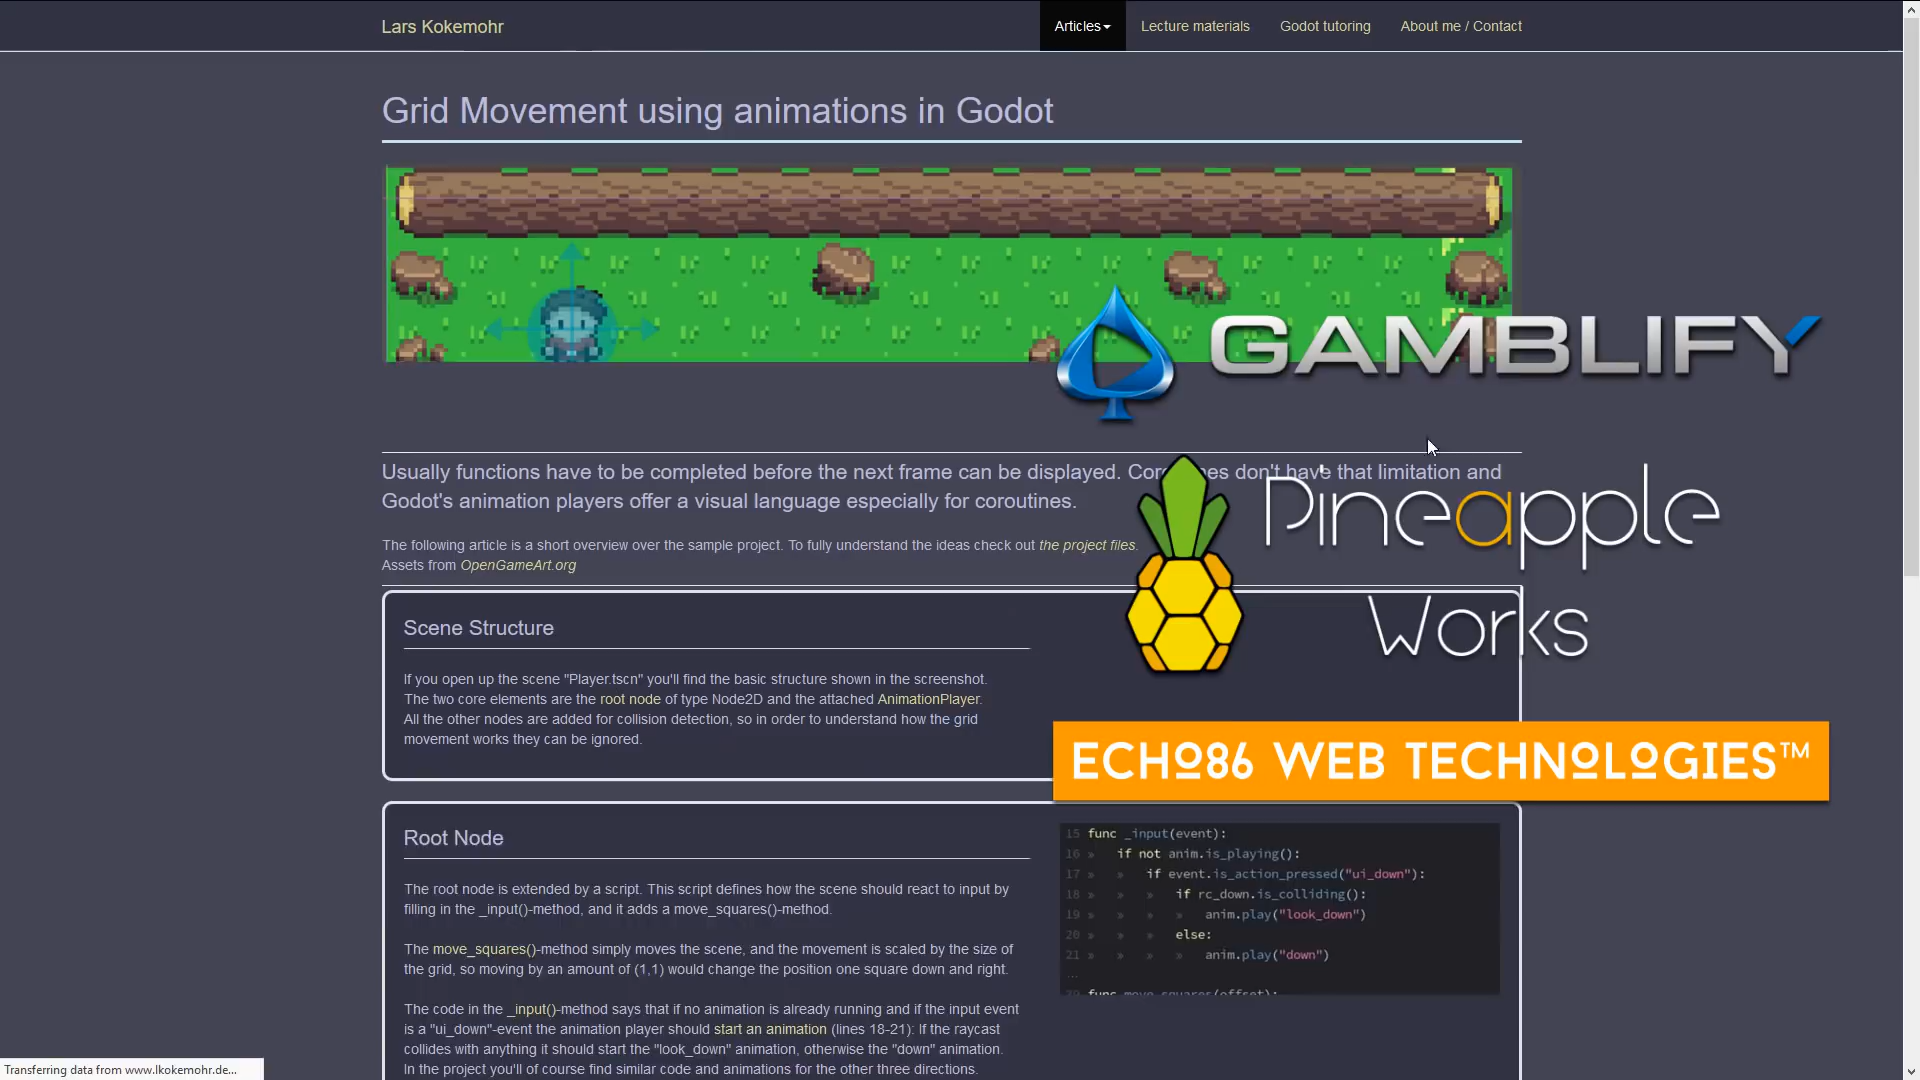 Lars Kokemohr
Articles
Lecture materials
Godot tutoring
About me / Contact
Grid Movement using animations in Godot
GAMBLIFY
Usually functions have to be completed before the next frame can be displayed. don't have that limitation and
Godot's animation players offer a visual language especially for coroutines.
Pineapple
Works
The following article is a short overview over the sample project. To fully understand the ideas check out the project files.
Assets from OpenGameArt.org
Scene Structure
If you open up the scene "Player.tscn" you'll find the basic structure shown in the screenshot.
The two core elements are the root node of type Node2D and the attached AnimationPlayer.
All the other nodes are added for collision detection, so in order to understand how the grid
movement works they can be ignored.
ECHO86 WEB TECHNOLOGIES™
Root Node
The root node is extended by a script. This script defines how the scene should react to input by
filling in the _input()-method, and it adds a move_squares()-method.
The move_squares()-method simply moves the scene, and the movement is scaled by the size of
the grid, so moving by an amount of (1,1) would change the position one square down and right.
The code in the _input()-method says that if no animation is already running and if the input event
is a "ui_down"-event the animation player should start an animation (lines 18-21): If the raycast
collides with anything it should start the "look_down" animation, otherwise the "down" animation.
In the project you'll of course find similar code and animations for the other three directions.
15 func _input(event):
16 » if not anim.is_playing():
17 » » if event.is_action_pressed("ui_down"):
18 » » » if rc_down.is_colliding():
19 » » » » anim.play("look_down")
20 » » » else:
21 » » » » anim.play("down")
...
func move_squares(offset):
Transferring data from www.lkokemohr.de...